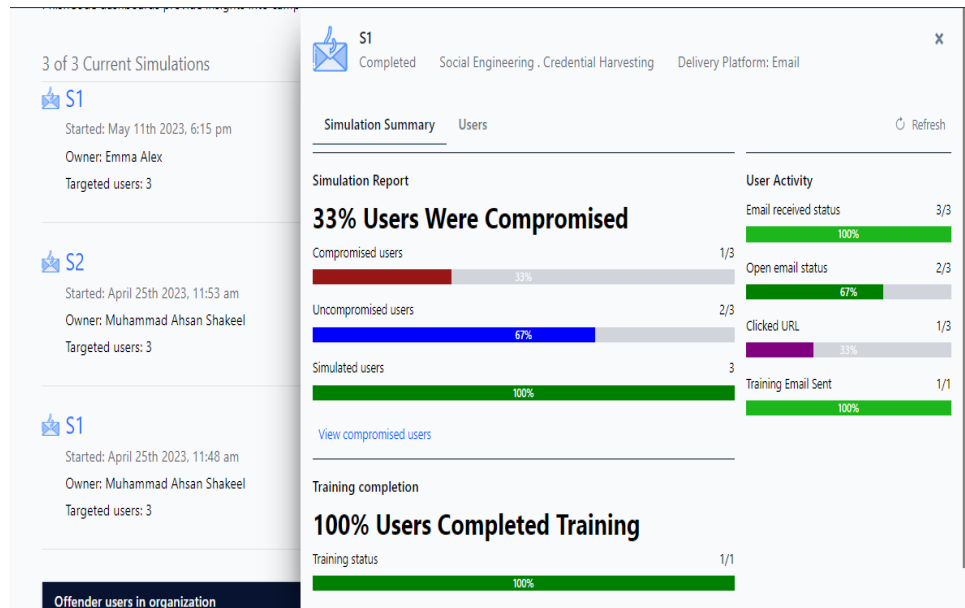 3 of 3 Current Simulations
S1
Started: May 11th 2023, 6:15 pm
Owner: Emma Alex
Targeted users: 3
S2
Started: April 25th 2023, 11:53 am
Owner: Muhammad Ahsan Shakeel
Targeted users: 3
S1
Started: April 25th 2023, 11:48 am
Owner: Muhammad Ahsan Shakeel
Targeted users: 3
Offender users in organization
S1
x
Completed Social Engineering . Credential Harvesting Delivery Platform: Email
Simulation Summary Users
Refresh
Simulation Report
33% Users Were Compromised
Compromised users 1/3
33%
Uncompromised users 2/3
67%
Simulated users 3
100%
View compromised users
Training completion
100% Users Completed Training
Training status 1/1
100%
User Activity
Email received status 3/3
100%
Open email status 2/3
67%
Clicked URL 1/3
33%
Training Email Sent 1/1
100%